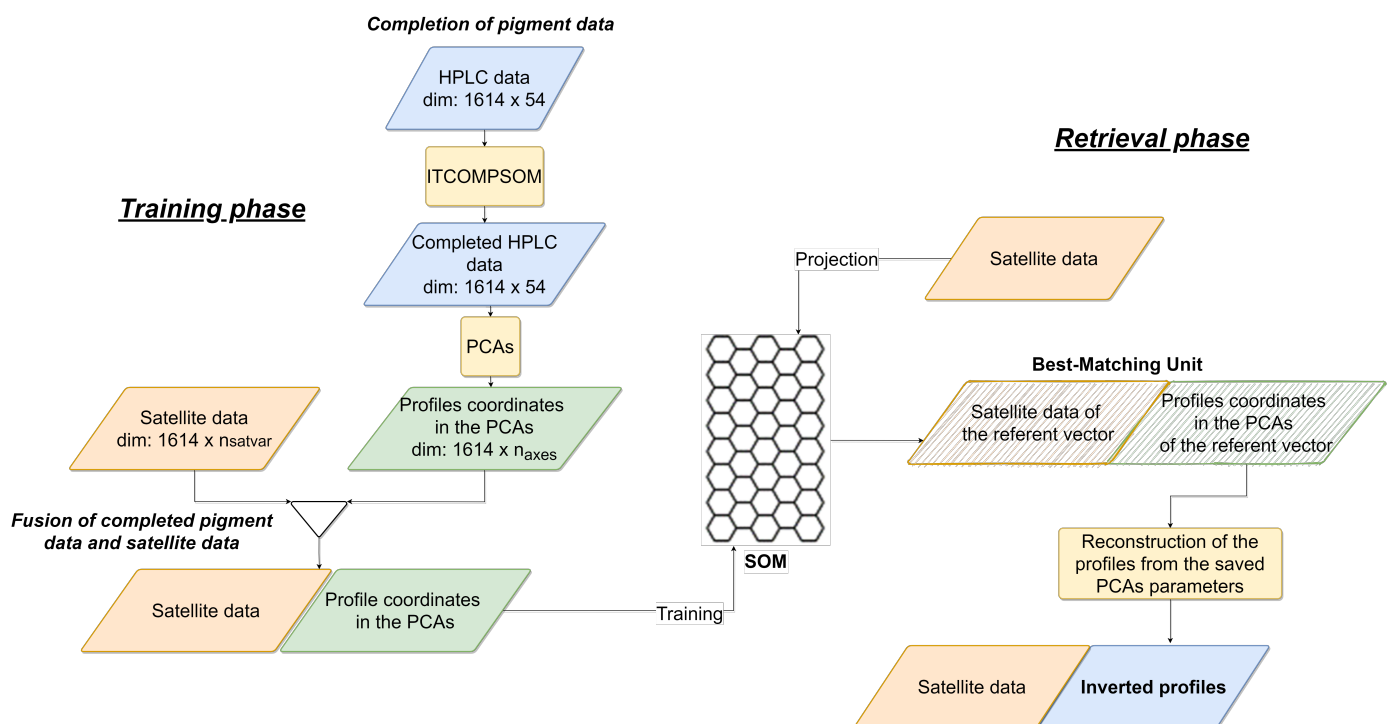 Completion of pigment data
HPLC data
dim: 1614 x 54
ITCOMPSOM
Training phase
Completed HPLC
data
dim: 1614 x 54
PCAs
Satellite data
dim: 1614 x nsatvar
Profiles coordinates
in the PCAs
dim: 1614 x naxes
Fusion of completed pigment
data and satellite data
Satellite data
Profile coordinates
in the PCAs
Training
SOM
Retrieval phase
Satellite data
Projection
Best-Matching Unit
Satellite data of
the referent vector
Profiles coordinates
in the PCAs
of the referent vector
Reconstruction of the
profiles from the saved
PCAs parameters
Satellite data
Inverted profiles